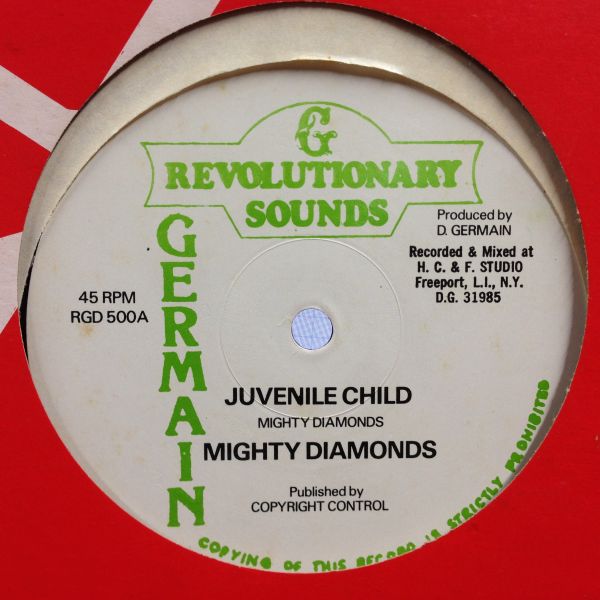 G
REVOLUTIONARY
SOUNDS
GERMAIN
Produced by
D. GERMAIN
Recorded & Mixed at
H. C. & F. STUDIO
Freeport, L.I., N.Y.
D.G. 31985
45 RPM
RGD 500A
JUVENILE CHILD
MIGHTY DIAMONDS
MIGHTY DIAMONDS
Published by
COPYRIGHT CONTROL
COPYING OF THIS RECORD IS STRICTLY PROHIBITED